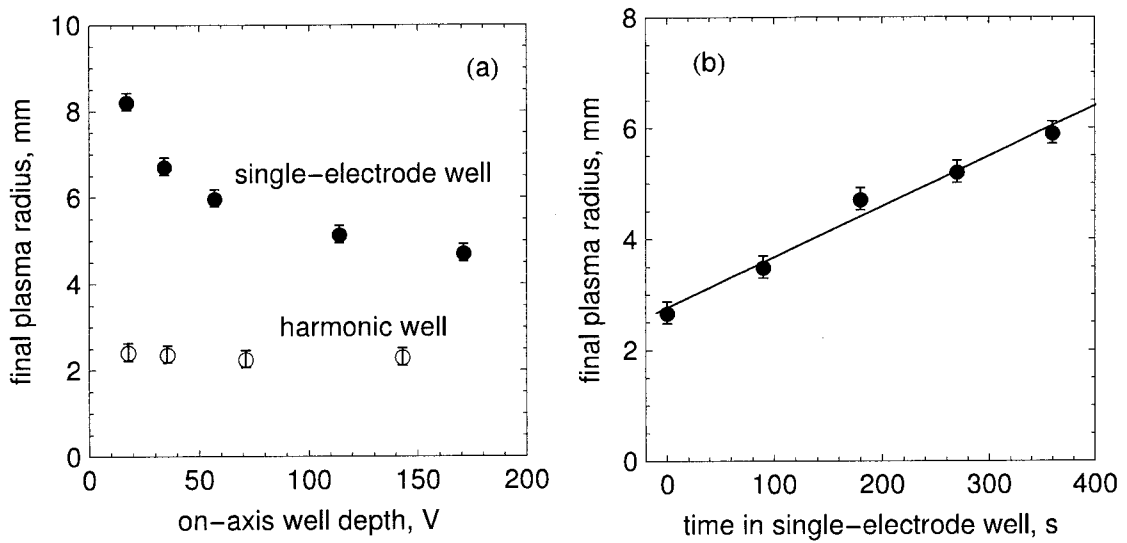 10
8
6
4
2
0
final plasma radius, mm
(a)
single−electrode well
harmonic well
0
50
100
150
200
on−axis well depth, V
8
6
4
2
0
final plasma radius, mm
(b)
0
100
200
300
400
time in single−electrode well, s